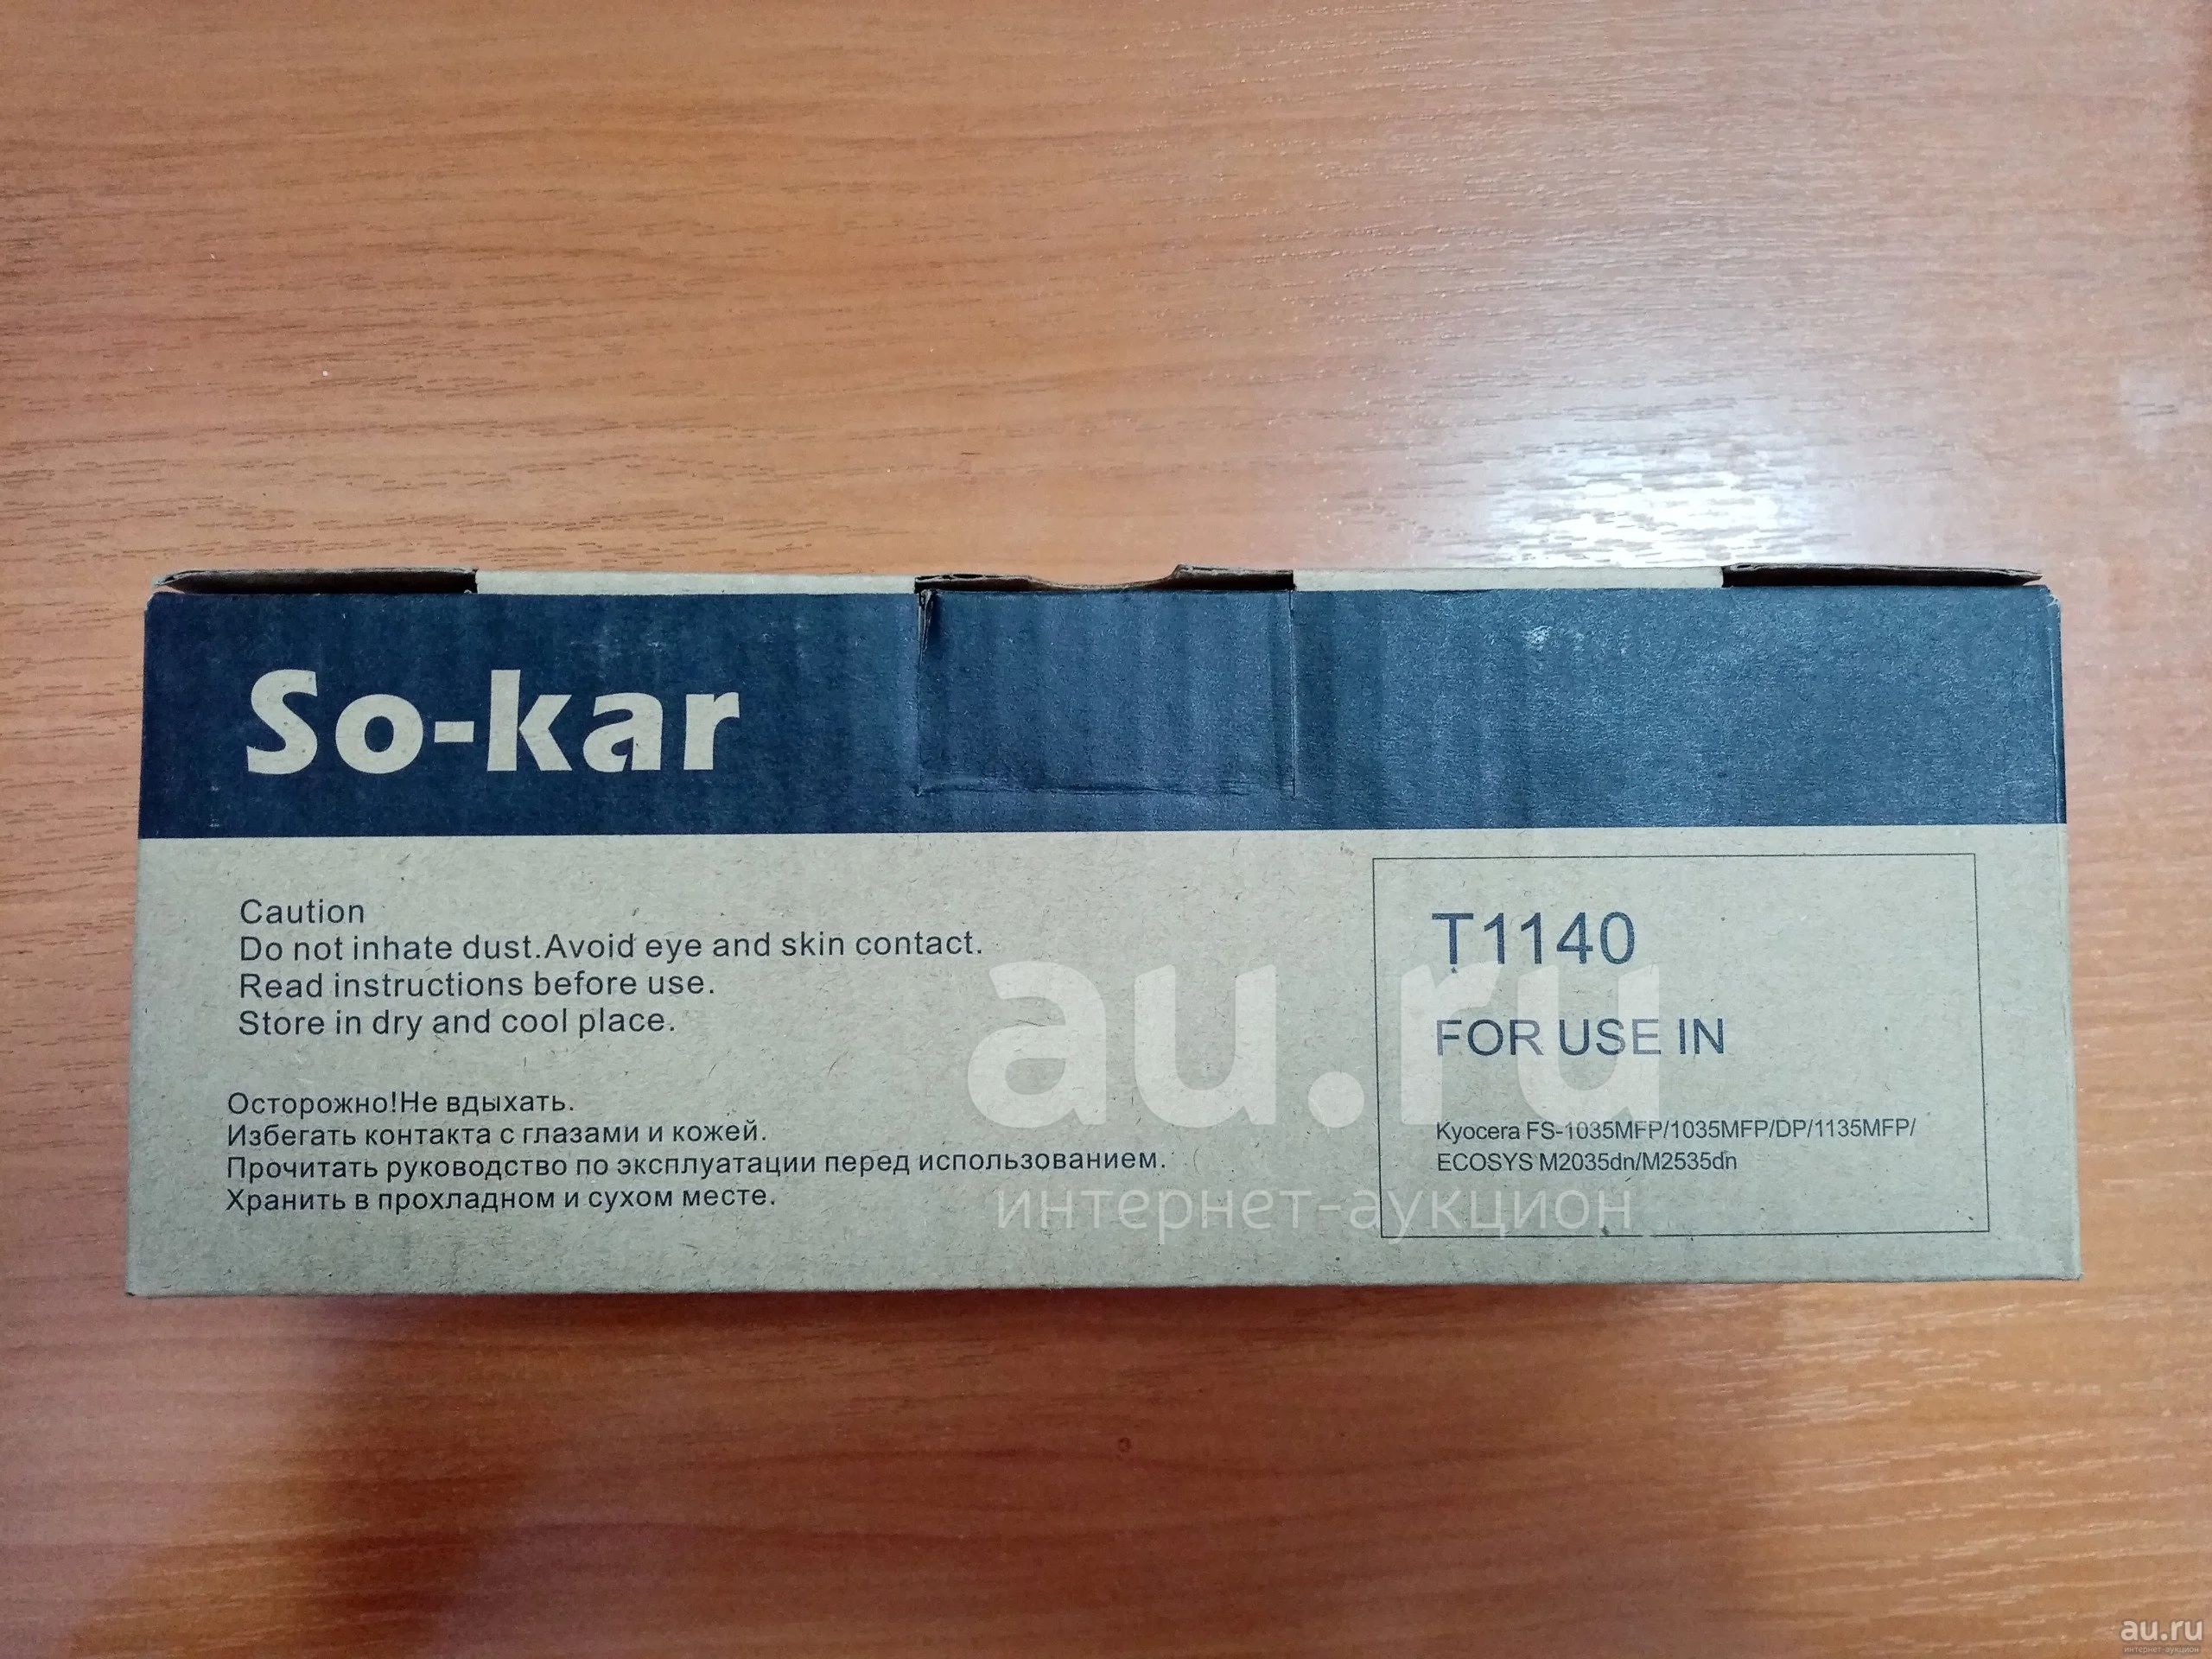 So-kar
Caution
Do not inhate dust.Avoid eye and skin contact.
Read instructions before use.
Store in dry and cool place.
Осторожно!Не вдыхать.
Избегать контакта с глазами и кожей.
Прочитать руководство по эксплуатации перед использованием.
Хранить в прохладном и сухом месте.
T1140
FOR USE IN
Kyocera FS-1035MFP/1035MFP/DP/1135MFP/
ECOSYS M2035dn/M2535dn
au.ru
интернет-аукцион
au.ru
интернет-аукцион